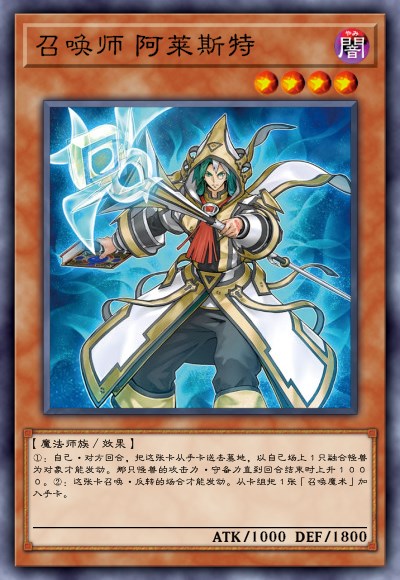 召唤师 阿莱斯特
やみ
闇
【魔法师族／效果】
①：自己·对方回合，把这张卡从手卡送去墓地，以自己场上１只融合怪兽
为对象才能发动。那只怪兽的攻击力·守备力直到回合结束时上升１００
０。②：这张卡召唤·反转的场合才能发动。从卡组把１张「召唤魔术」加
入手卡。
ATK/1000 DEF/1800